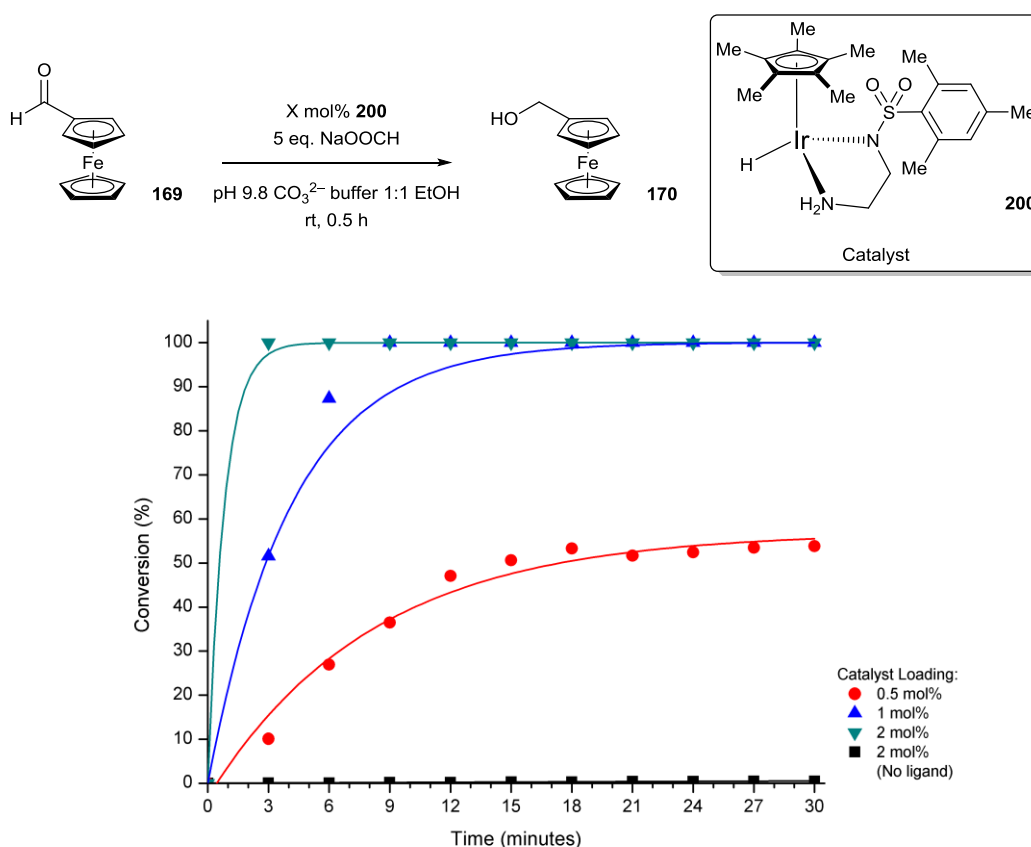 O
H
Fe
169
X mol% 200
5 eq. NaOOCH
pH 9.8 CO₃²⁻ buffer 1:1 EtOH
rt, 0.5 h
HO
Fe
170
Me
Me
Me
Me
Me
O
O
S
Me
Me
Me
Ir
N
H
H₂N
200
Catalyst
Conversion (%)
100
90
80
70
60
50
40
30
20
10
0
0 3 6 9 12 15 18 21 24 27 30
Time (minutes)
Catalyst Loading:
0.5 mol%
1 mol%
2 mol%
2 mol%
(No ligand)